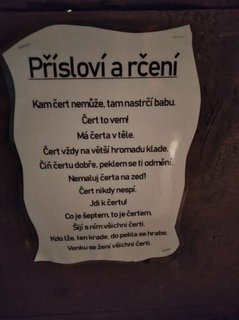 Přísloví a rčení
Kam čert nemůže, tam nastrčí babu.
Čert to vem!
Má čerta v těle.
Čert vždy na větší hromadu klade.
Čiň čertu dobře, peklem se ti odmění.
Nemaluj čerta na zeď!
Čert nikdy nespí.
Jdi k čertu!
Co je šeptem, to je čertem.
Šijí s ním všichni čerti.
Kdo lže, ten krade, do pekla se hrabe.
Venku se žení všichni čerti.